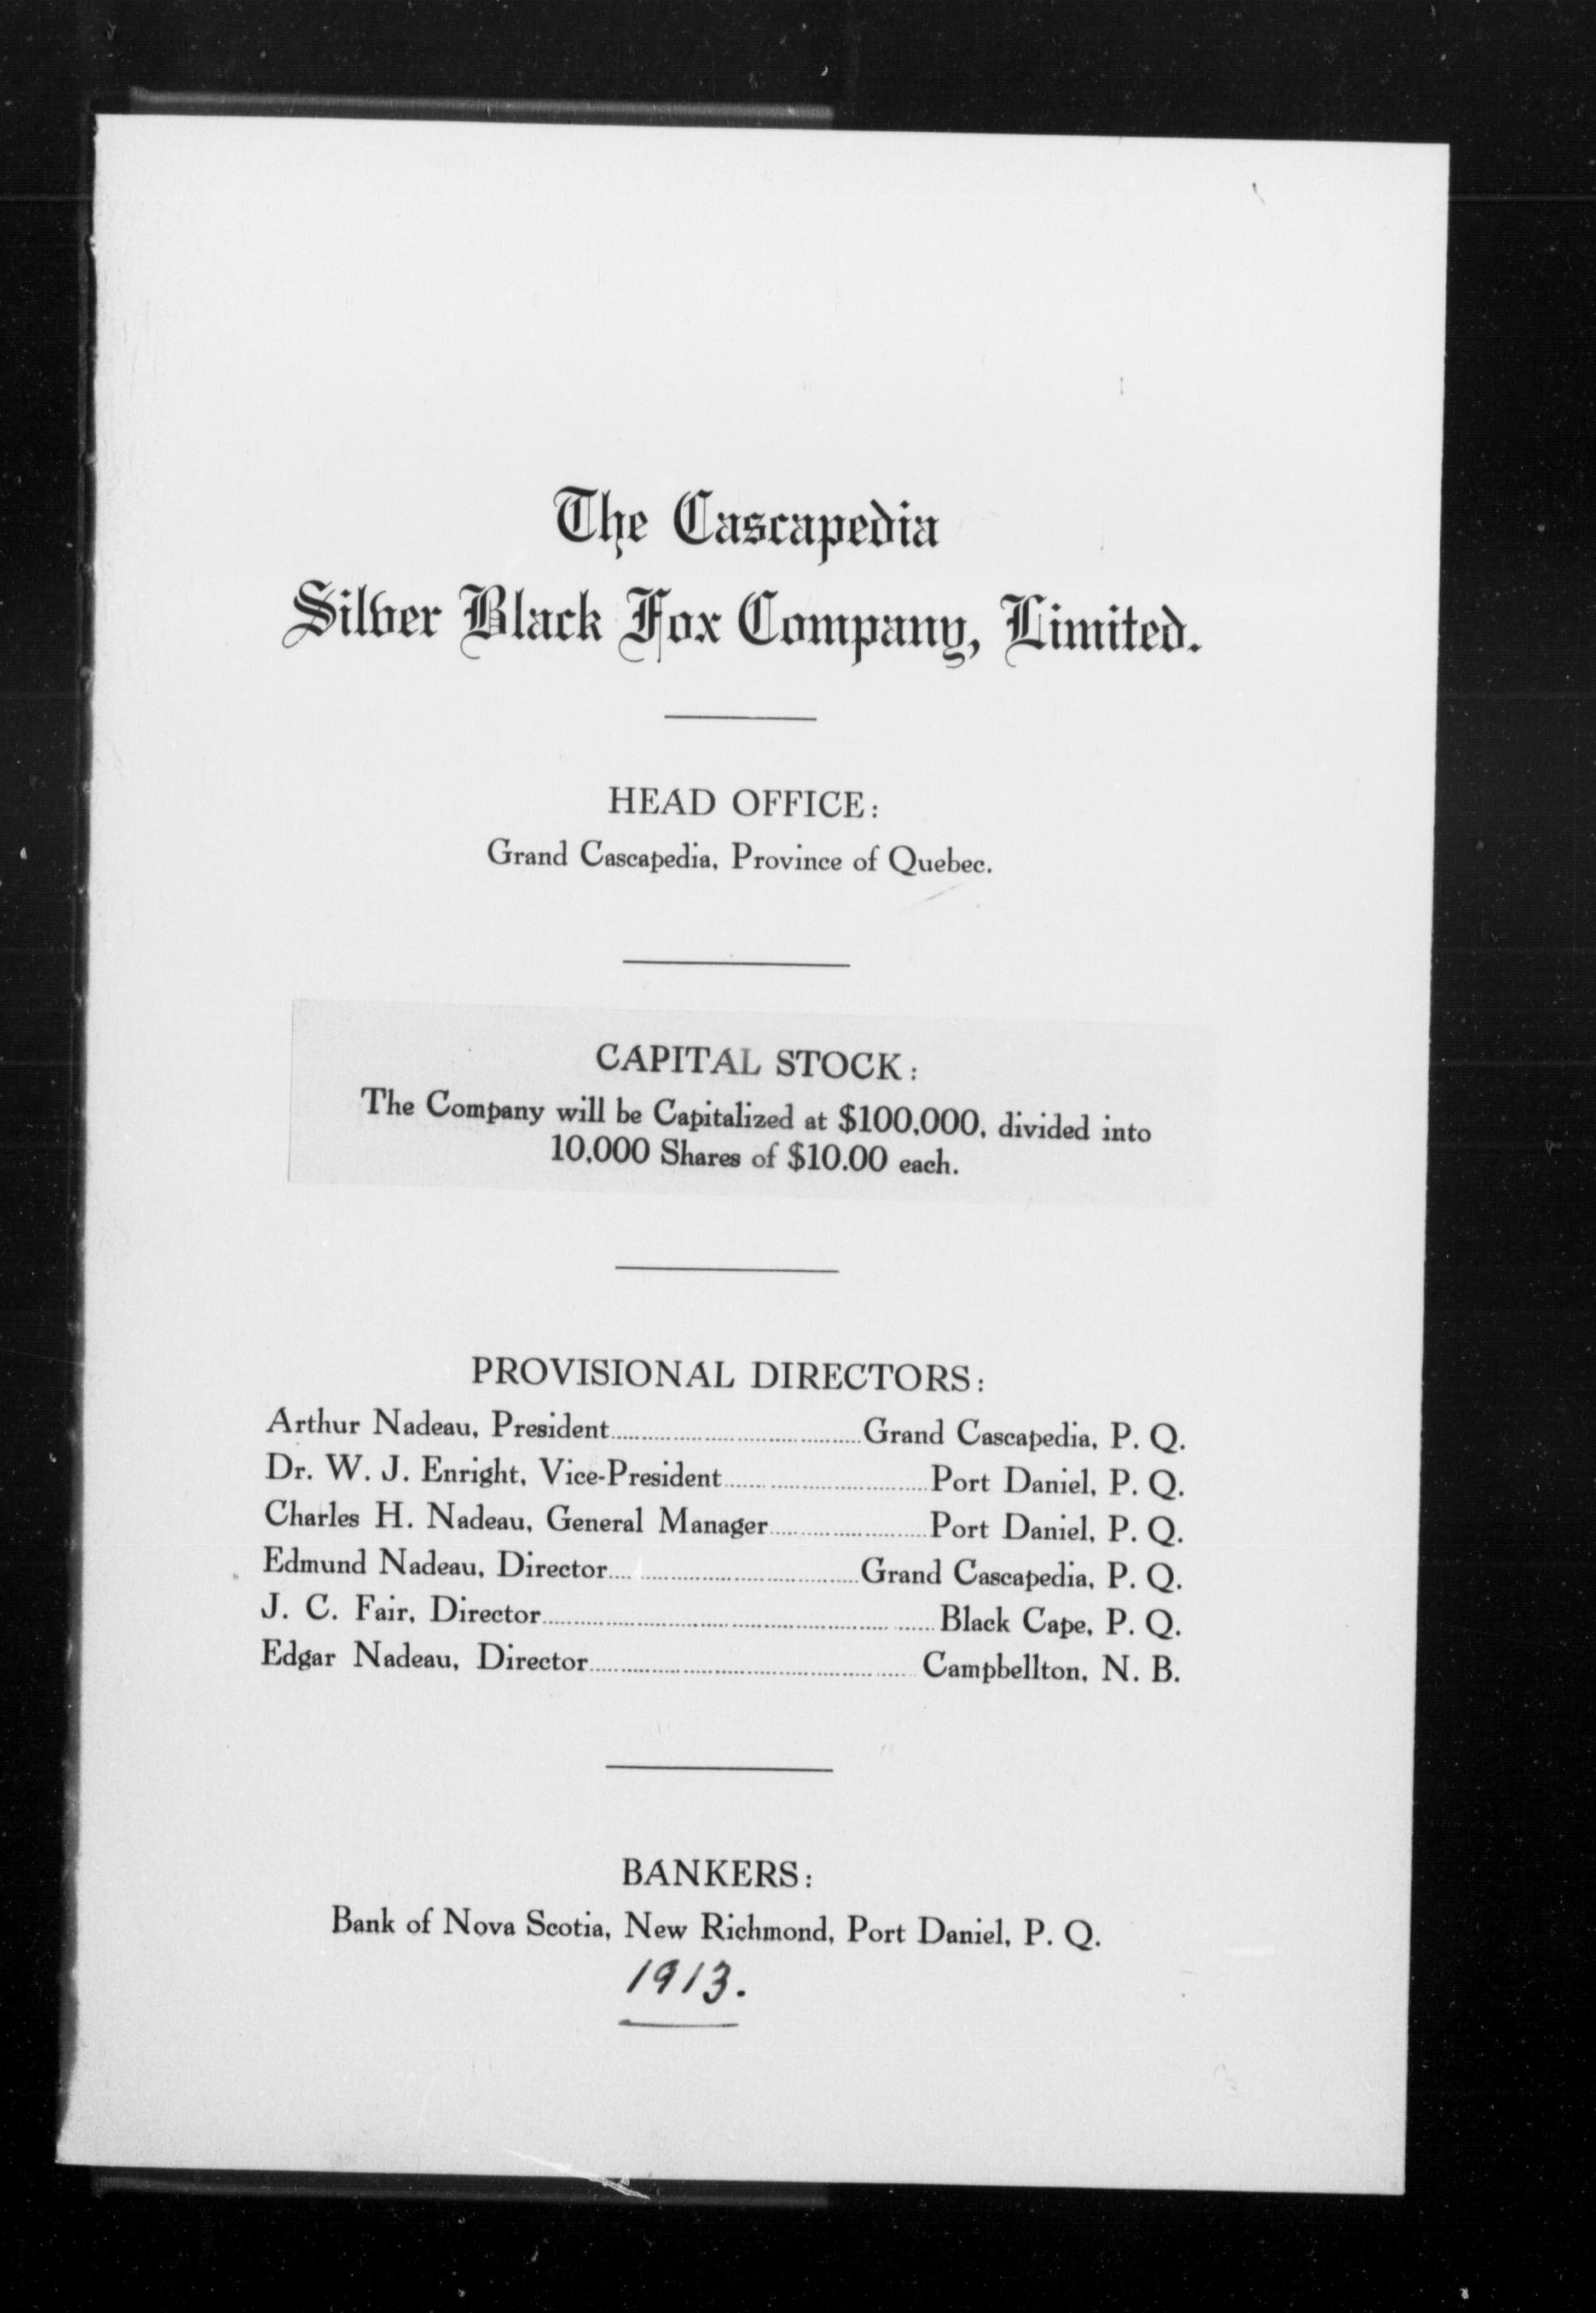 The Cascapedia
Silver Black Fox Company, Limited.
HEAD OFFICE:
Grand Cascapedia, Province of Quebec.
CAPITAL STOCK:
The Company will be Capitalized at $100,000, divided into
10,000 Shares of $10.00 each.
PROVISIONAL DIRECTORS:
Arthur Nadeau, President........................................Grand Cascapedia, P. Q.
Dr. W. J. Enright, Vice-President................................Port Daniel, P. Q.
Charles H. Nadeau, General Manager.........................Port Daniel, P. Q.
Edmund Nadeau, Director........................................Grand Cascapedia, P. Q.
J. C. Fair, Director..............................................................Black Cape, P. Q.
Edgar Nadeau, Director....................................................Campbellton, N. B.
BANKERS:
Bank of Nova Scotia, New Richmond, Port Daniel, P. Q.
1913.